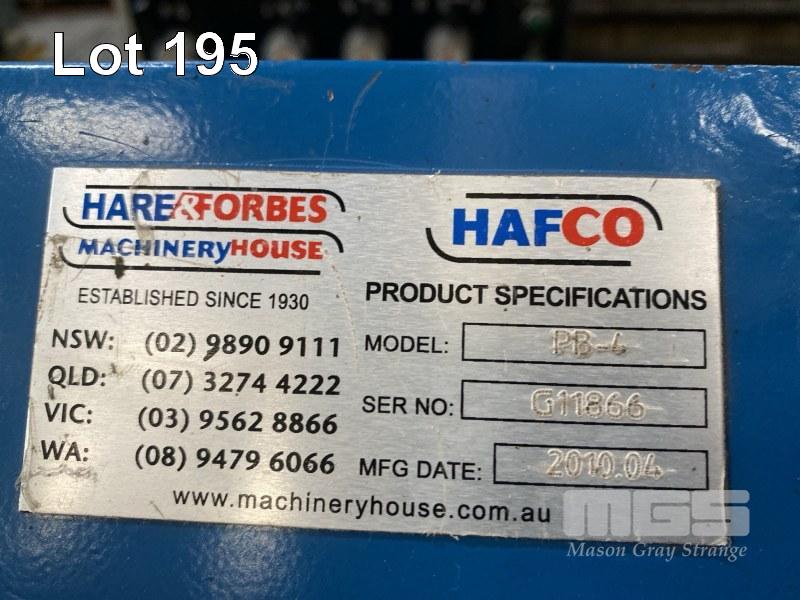 Lot 195
HARE&FORBES
MACHINERYHOUSE
ESTABLISHED SINCE 1930
NSW: (02) 9890 9111
QLD: (07) 3274 4222
VIC: (03) 9562 8866
WA: (08) 9479 6066
HAFCO
PRODUCT SPECIFICATIONS
MODEL: PB-4
SER NO: G11866
MFG DATE: 2010.04
www.machineryhouse.com.au
MGS
Mason Gray Strange